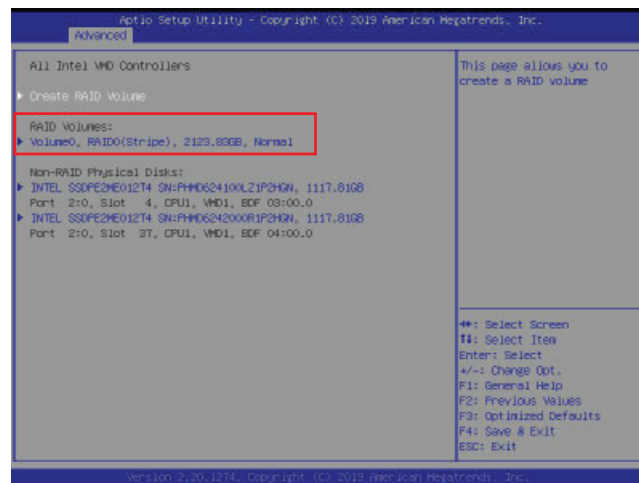 Aptio Setup Utility - Copyright (C) 2019 American Megatrends, Inc.
Advanced
All Intel VMD Controllers
This page allows you to
create a RAID volume
Create RAID Volume
RAID Volumes:
Volume0, RAID0(Stripe), 2123.83GB, Normal
Non-RAID Physical Disks:
INTEL SSDPE2ME012T4 SN:PHMD624100LZ1P2HGN, 1117.81GB
Port 2:0, Slot 4, CPU1, VMD1, BDF 03:00.0
INTEL SSDPE2ME012T4 SN:PHMD6242000R1P2HGN, 1117.81GB
Port 2:0, Slot 37, CPU1, VMD1, BDF 04:00.0
: Select Screen
: Select Item
Enter: Select
+/-: Change Opt.
F1: General Help
F2: Previous Values
F3: Optimized Defaults
F4: Save & Exit
ESC: Exit
Version 2.20.1274. Copyright (C) 2019 American Megatrends, Inc.